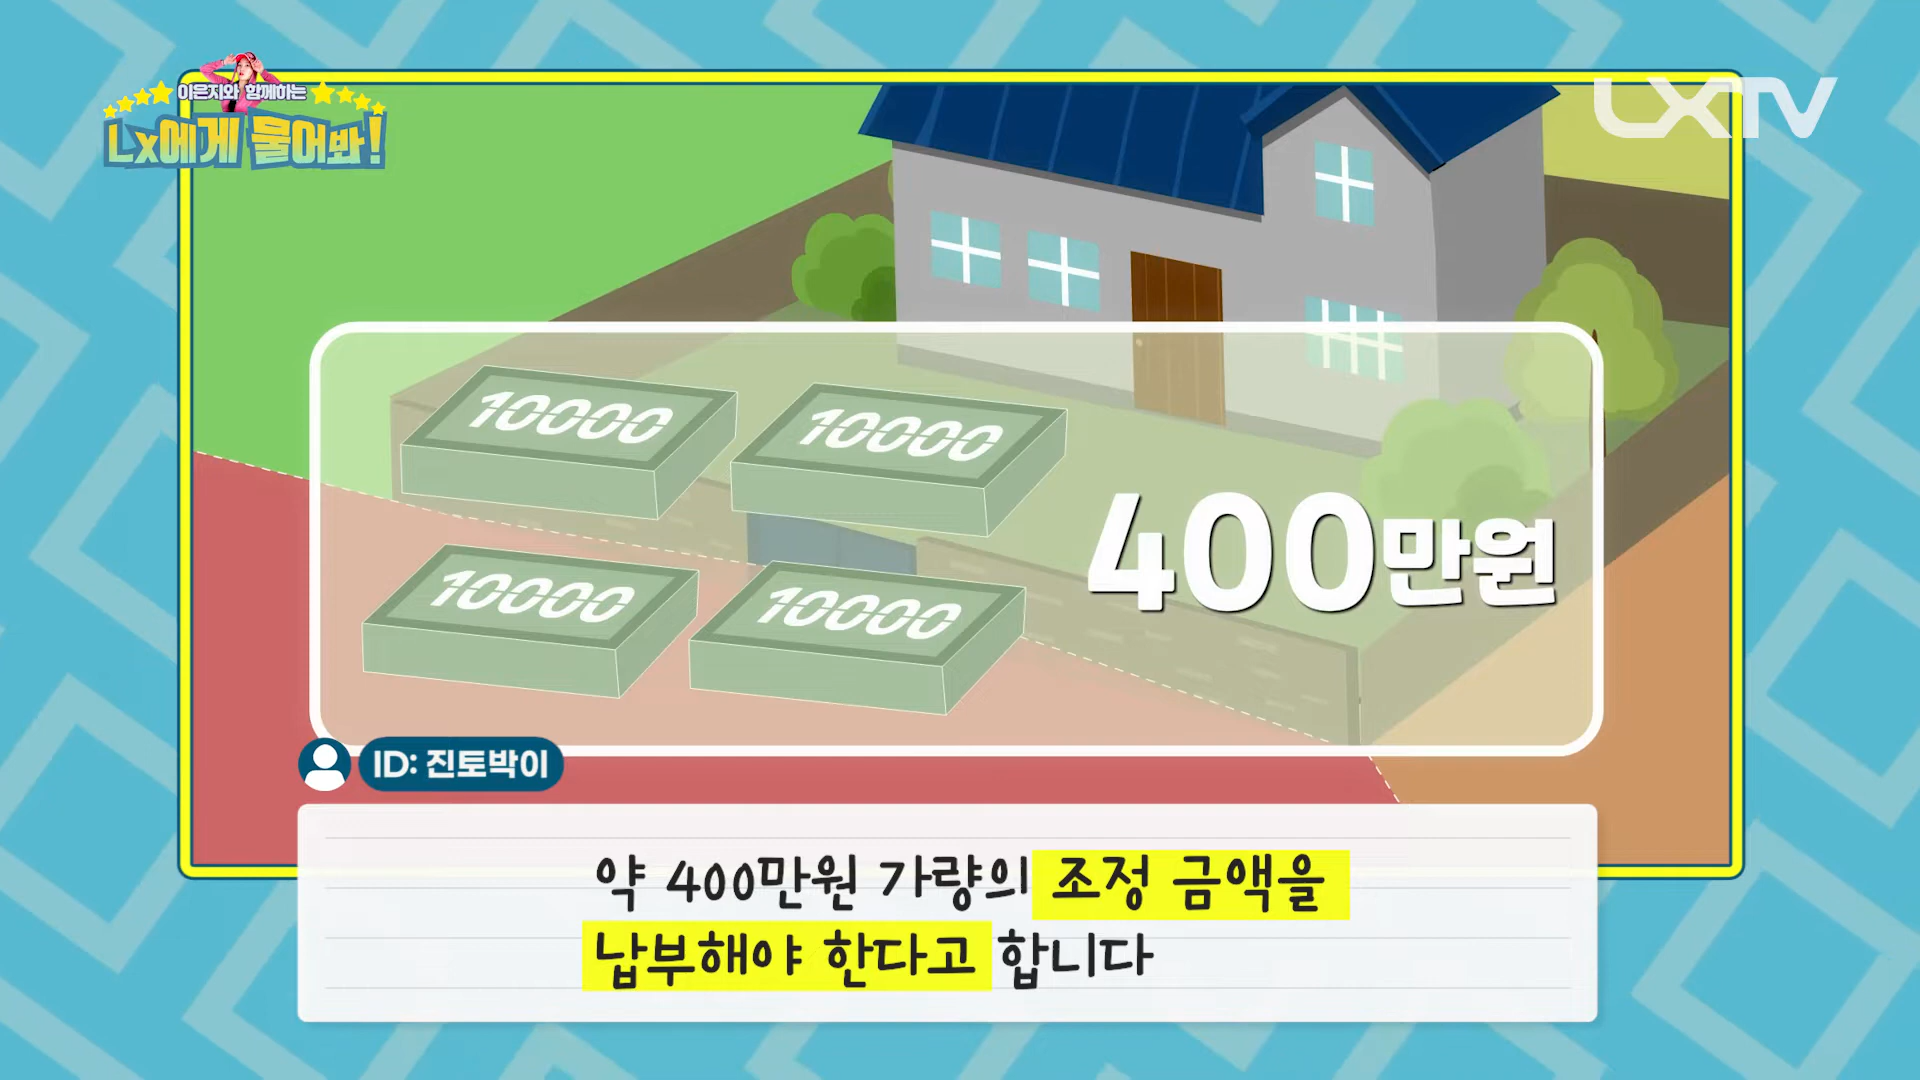 이은지와 함께하는
Lx에게 물어봐!
LXTV
10000
10000
10000
10000
400만원
ID: 진토박이
약 400만원 가량의 조정 금액을
납부해야 한다고 합니다